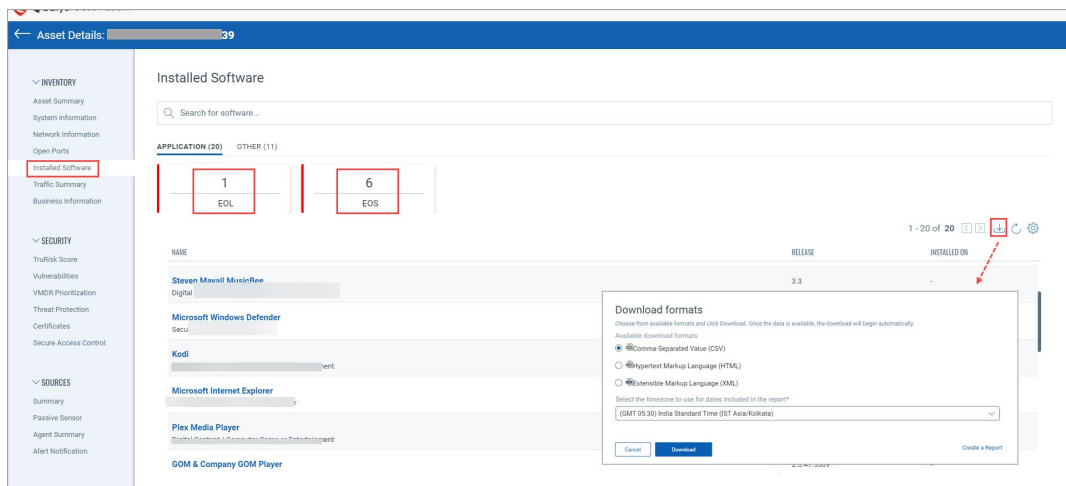 Asset Details: 39
INVENTORY
Asset Summary
System Information
Network Information
Open Ports
Installed Software
Traffic Summary
Business Information
SECURITY
TruRisk Score
Vulnerabilities
VMDR Prioritization
Threat Protection
Certificates
Secure Access Control
SOURCES
Summary
Passive Sensor
Agent Summary
Alert Notification
Installed Software
Search for software...
APPLICATION (20) OTHER (11)
1
EOL
6
EOS
1 - 20 of 20
NAME RELEASE INSTALLED ON
Steven Mayall MusicBee 3.3 -
Digital
Microsoft Windows Defender
Secu
Kodi
Microsoft Internet Explorer
Plex Media Player
Digital Content / Computer Game or Entertainment
GOM & Company GOM Player
Download formats
Choose from available formats and click Download. Once the data is available, the download will begin automatically.
Available download formats
Comma-Separated Value (CSV)
Hypertext Markup Language (HTML)
Extensible Markup Language (XML)
Select the timezone to use for dates included in the report*
(GMT 05:30) India Standard Time (IST Asia/Kolkata)
Cancel Download Create a Report